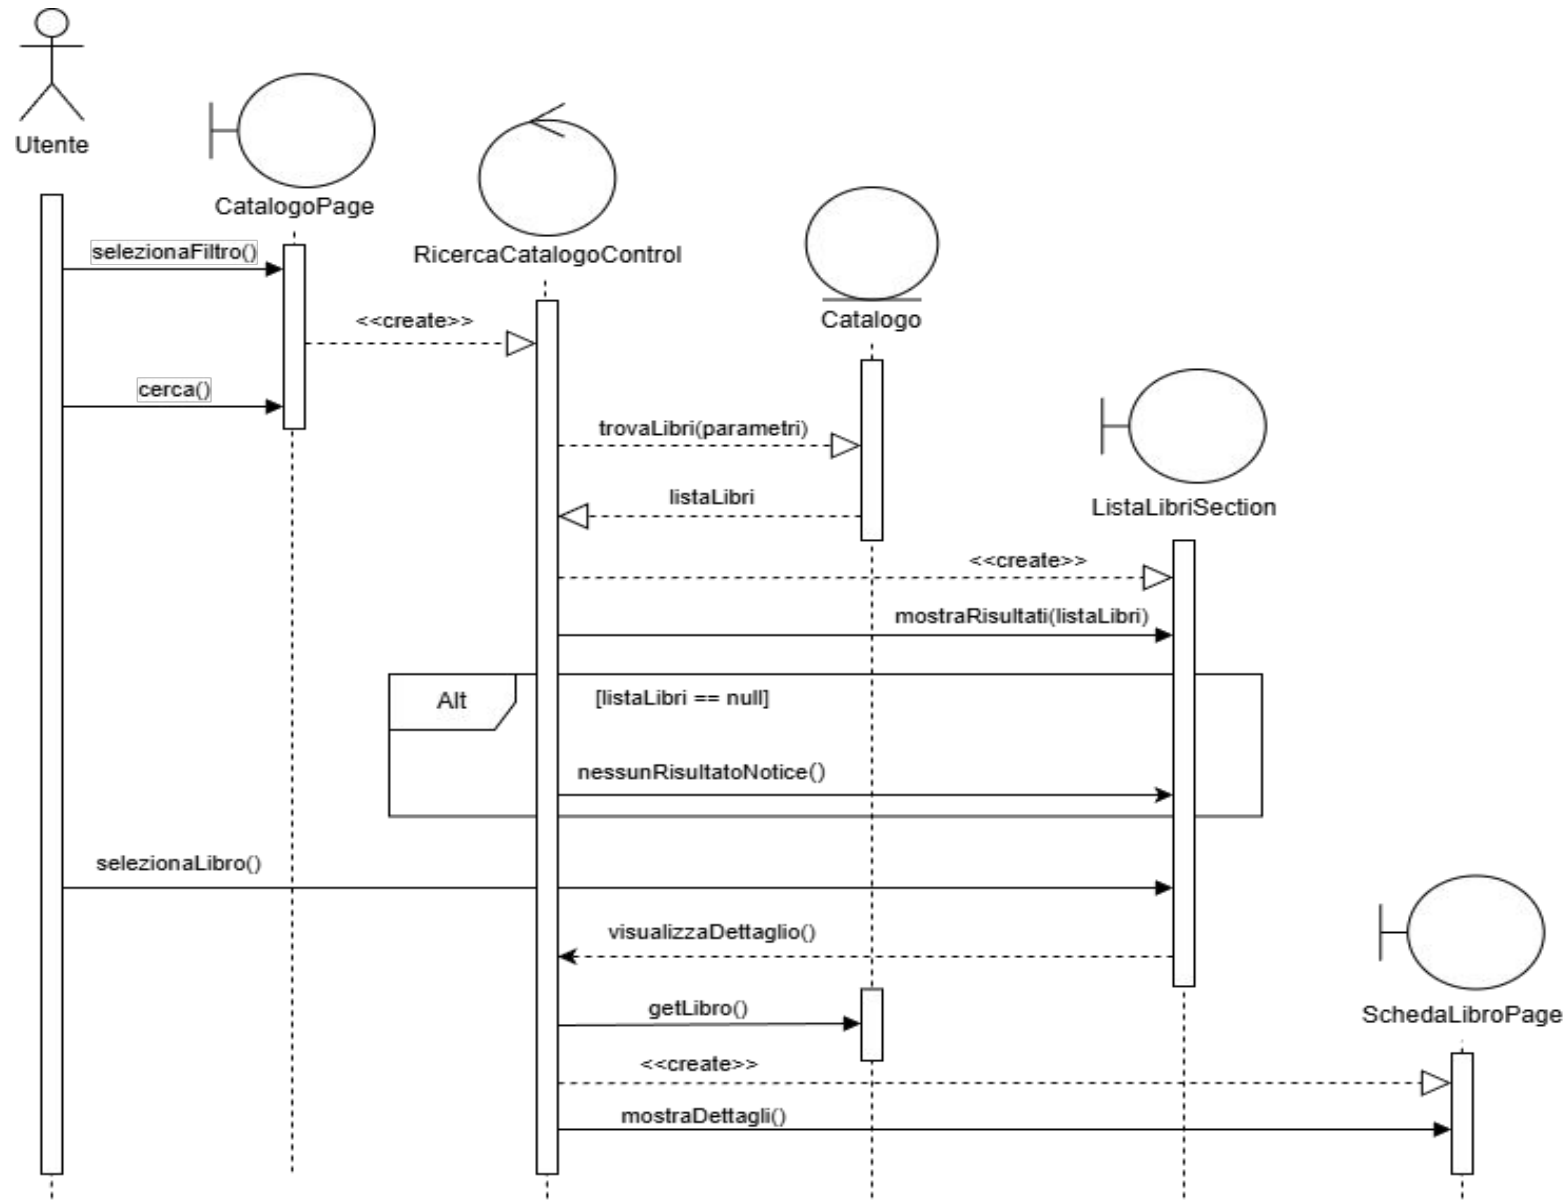 Utente
CatalogoPage
RicercaCatalogoControl
selezionaFiltro()
<<create>>
Catalogo
cerca()
trovaLibri(parametri)
listaLibri
ListaLibriSection
<<create>>
mostraRisultati(listaLibri)
Alt
[listaLibri == null]
nessunRisultatoNotice()
selezionaLibro()
visualizzaDettaglio()
getLibro()
SchedaLibroPage
<<create>>
mostraDettagli()